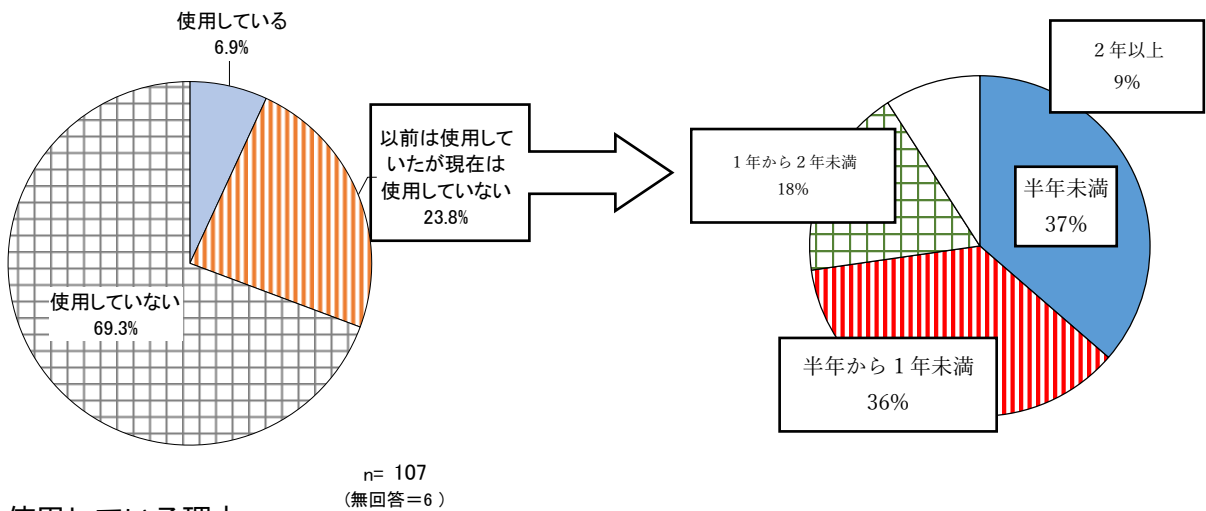 使用している
6.9%
以前は使用して
いたが現在は
使用していない
23.8%
使用していない
69.3%
n= 107
(無回答=6 )
2年以上
9%
1年から2年未満
18%
半年未満
37%
半年から1年未満
36%